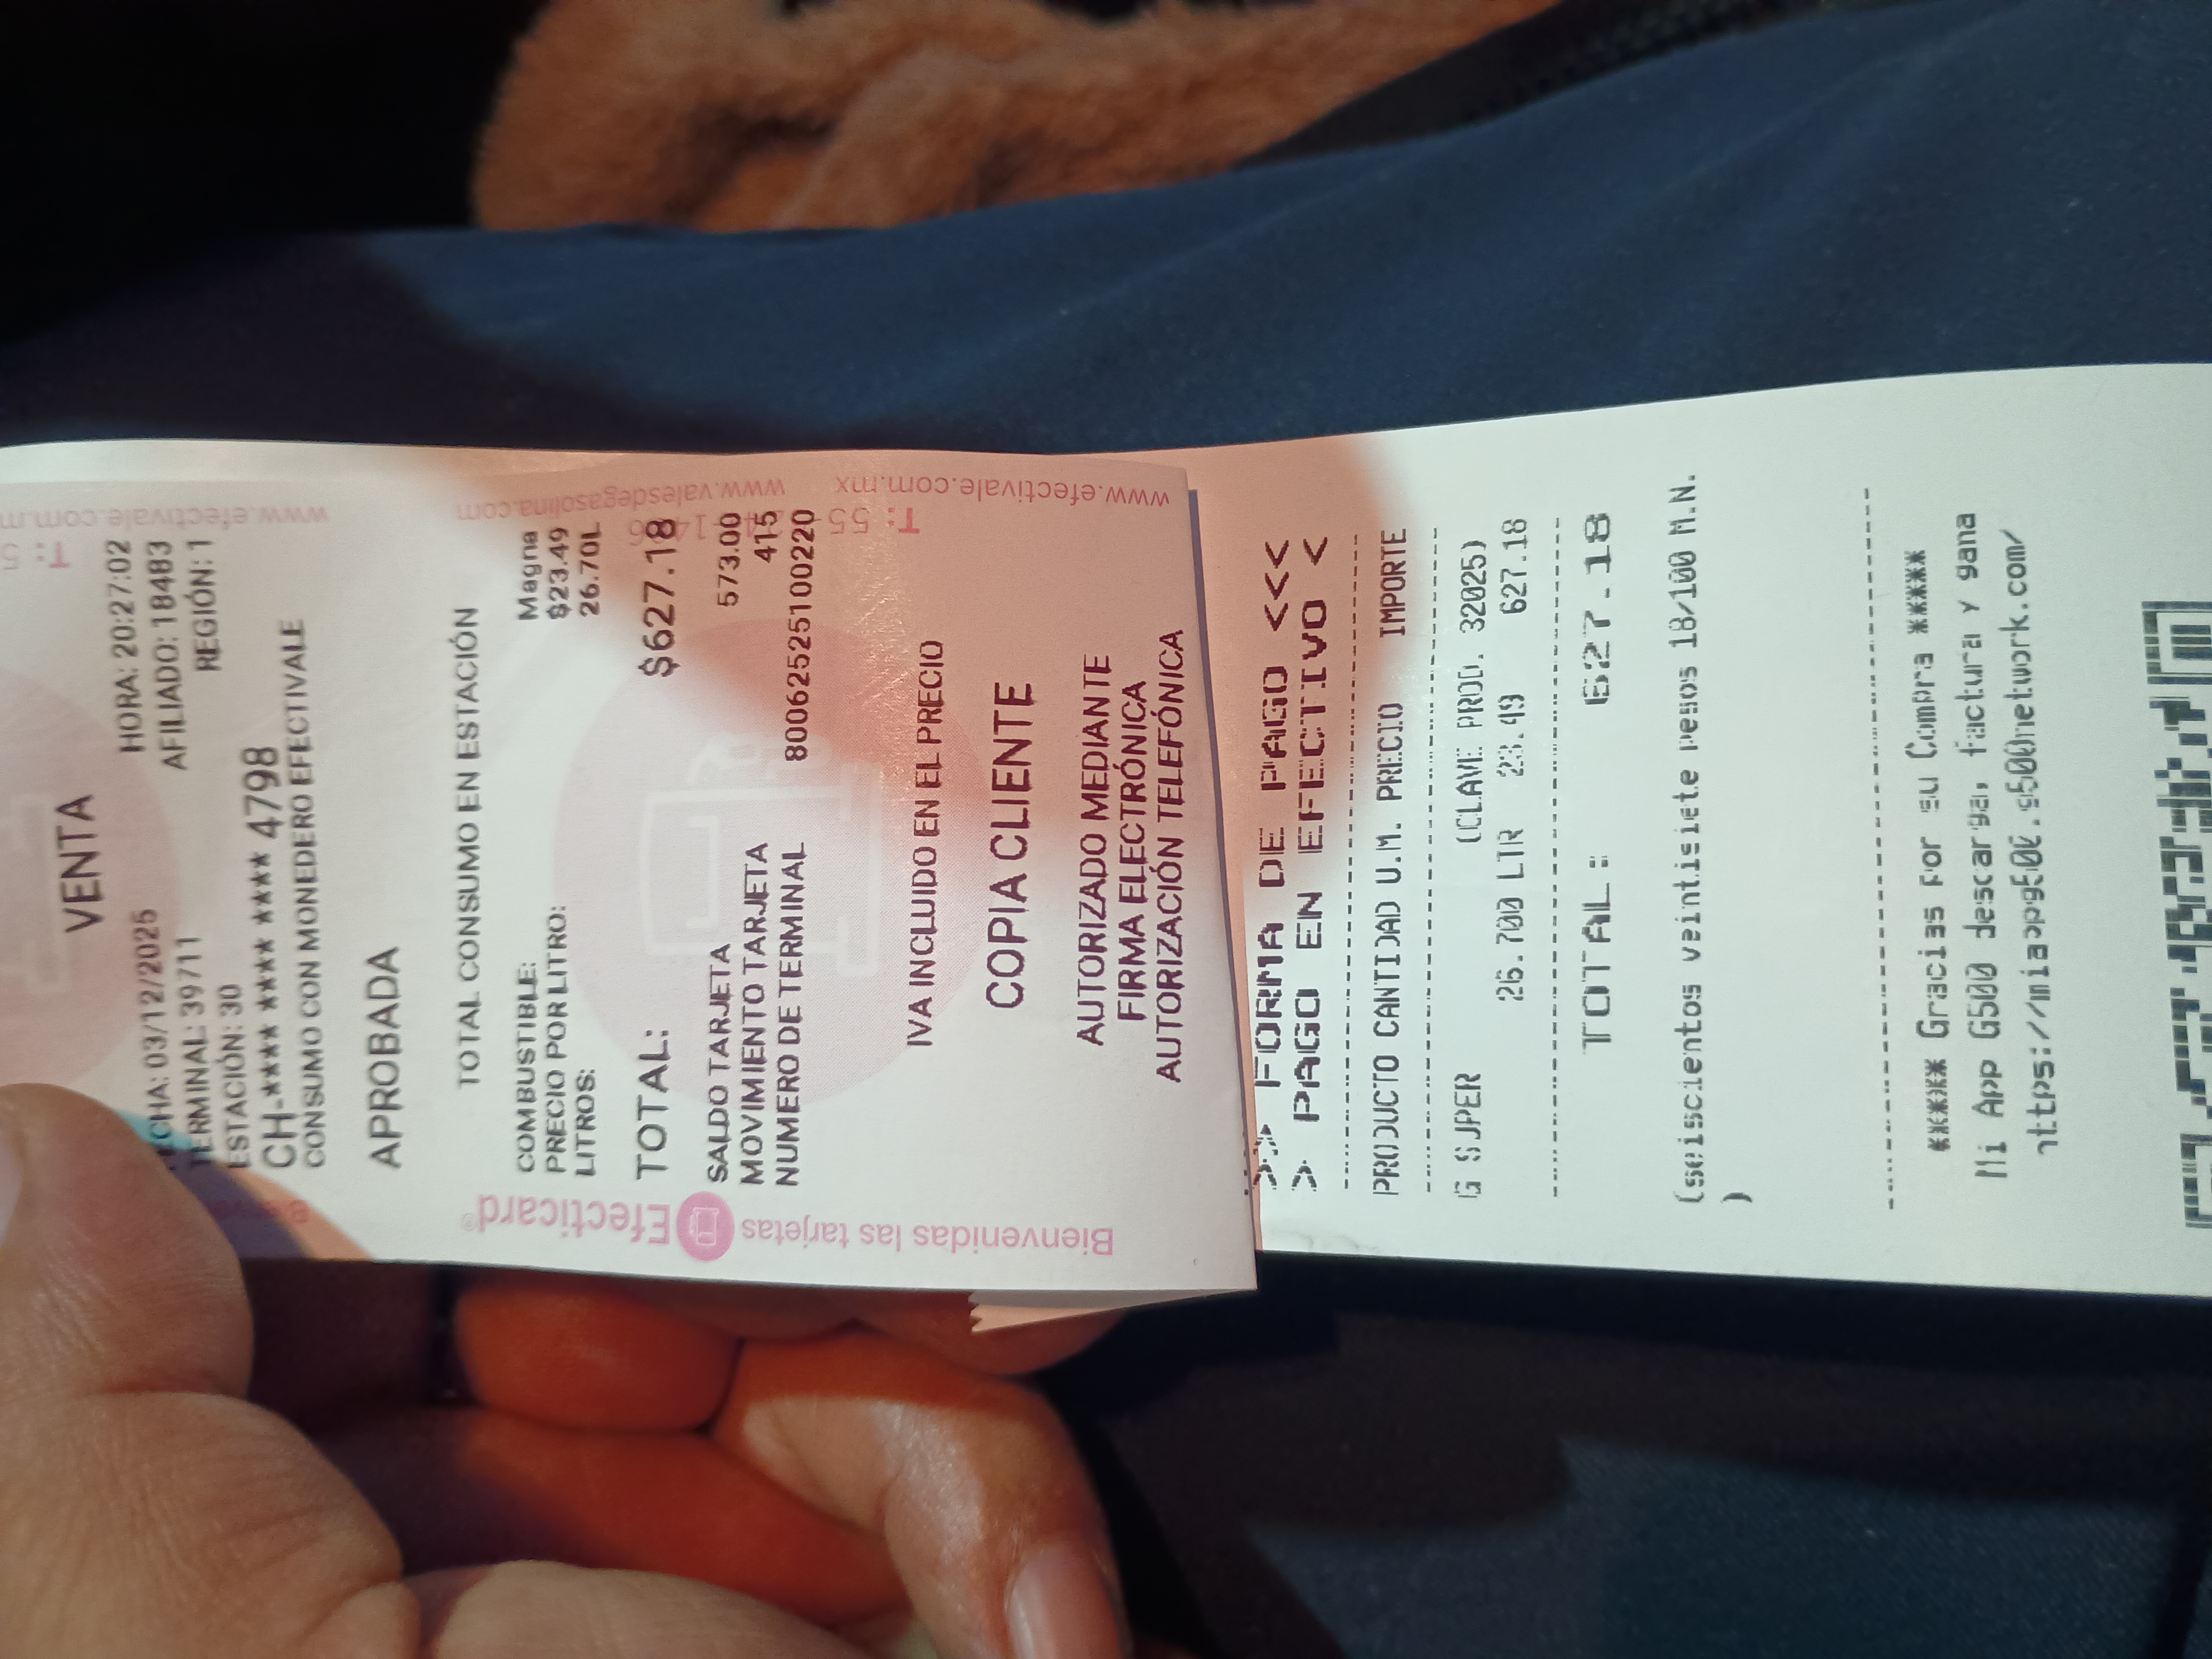 VENTA
FECHA: 03/12/2025 HORA: 20:27:02
TERMINAL: 39711 AFILIADO: 18483
ESTACIÓN: 30 REGIÓN: 1
CH-**** **** **** 4798
CONSUMO CON MONEDERO EFECTIVALE
APROBADA
TOTAL CONSUMO EN ESTACIÓN
COMBUSTIBLE: Magna
PRECIO POR LITRO: $23.49
LITROS: 26.70L
TOTAL: $627.18
SALDO TARJETA 573.00
MOVIMIENTO TARJETA 415
NUMERO DE TERMINAL 8006252510022​0
IVA INCLUIDO EN EL PRECIO
COPIA CLIENTE
AUTORIZADO MEDIANTE
FIRMA ELECTRÓNICA
AUTORIZACIÓN TELEFÓNICA
www.efectivale.com.mx
www.valesdegasolina.com
T: 55
Bienvenidas las tarjetas
Efecticard®
>>> FORMA DE PAGO <<<
> PAGO EN EFECTIVO <
PRODUCTO CANTIDAD U.M. PRECIO IMPORTE
G SUPER (CLAVE PROD. 32025)
26.700 LTR 23.49 627.18
TOTAL: 627.18
(seiscientos veintisiete pesos 18/100 M.N.
)
***** Gracias por su Compra *****
Mi App G500 descarga, factura y gana
https://miappg500.g500network.com/